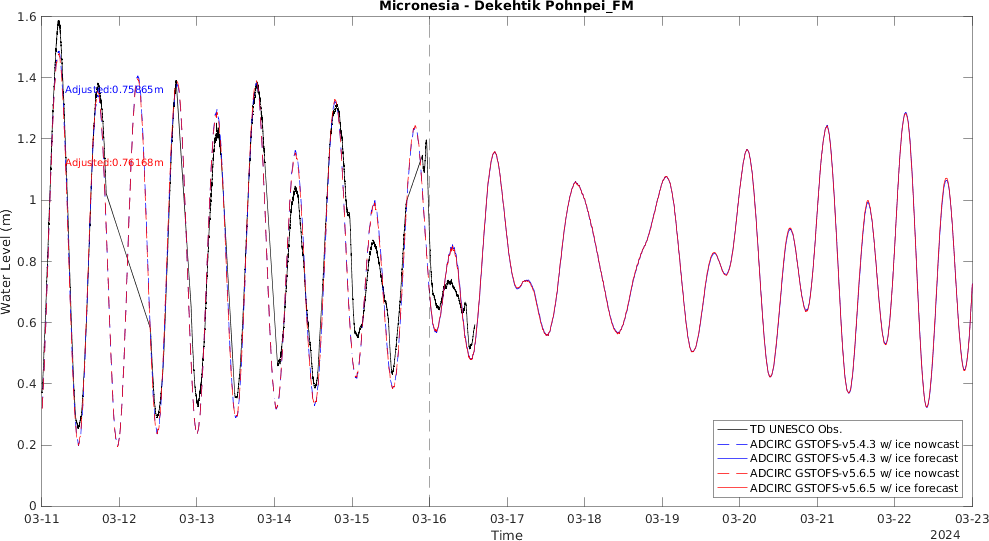 Micronesia - Dekehtik Pohnpei_FM
1.6
1.4
1.2
1
0.8
0.6
0.4
0.2
0
Water Level (m)
Adjusted:0.75865m
Adjusted:0.76168m
TD UNESCO Obs.
ADCIRC GSTOFS-v5.4.3 w/ ice nowcast
ADCIRC GSTOFS-v5.4.3 w/ ice forecast
ADCIRC GSTOFS-v5.6.5 w/ ice nowcast
ADCIRC GSTOFS-v5.6.5 w/ ice forecast
03-11 03-12 03-13 03-14 03-15 03-16 03-17 03-18 03-19 03-20 03-21 03-22 03-23
Time
2024